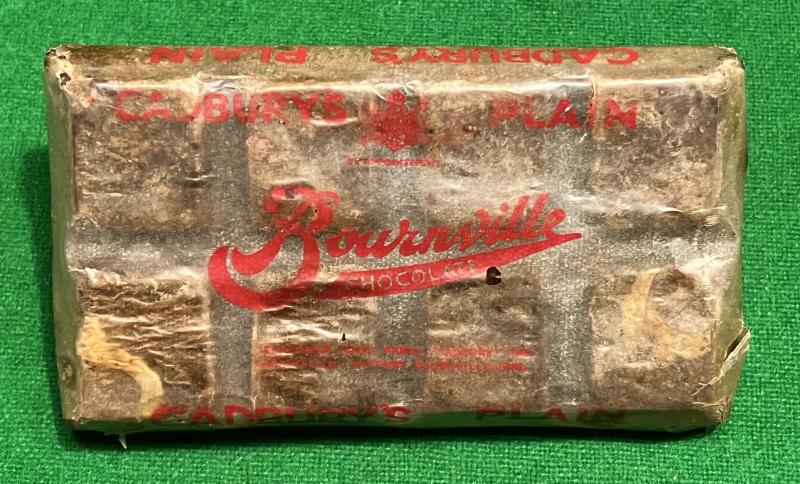 CADBURY'S PLAIN
CADBURY'S PLAIN
BY APPOINTMENT
Bournville
CHOCOLATE
CADBURY'S PLAIN